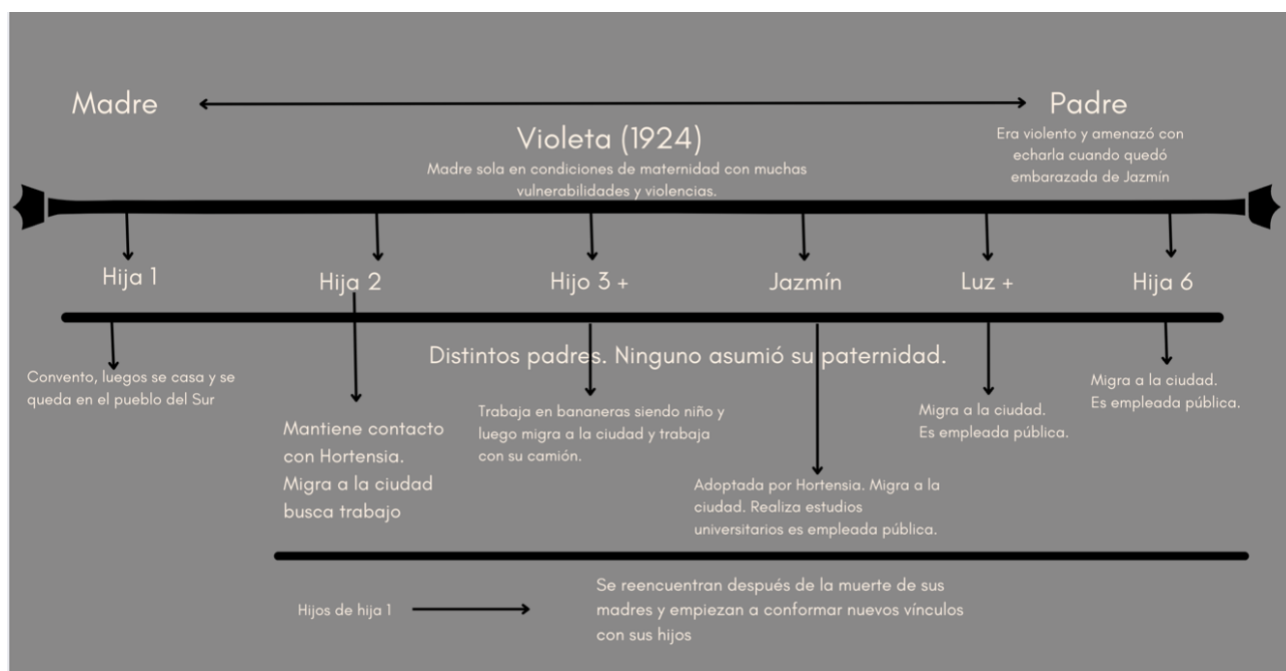 Madre
Padre
Violeta (1924)
Madre sola en condiciones de maternidad con muchas
vulnerabilidades y violencias.
Era violento y amenazó con
echarla cuando quedó
embarazada de Jazmín
Hija 1
Hija 2
Hijo 3 +
Jazmín
Luz +
Hija 6
Distintos padres. Ninguno asumió su paternidad.
Convento, luegos se casa y se
queda en el pueblo del Sur
Mantiene contacto
con Hortensia.
Migra a la ciudad
busca trabajo
Trabaja en bananeras siendo niño y
luego migra a la ciudad y trabaja
con su camión.
Adoptada por Hortensia. Migra a la
ciudad. Realiza estudios
universitarios es empleada pública.
Migra a la ciudad.
Es empleada pública.
Migra a la ciudad.
Es empleada pública.
Hijos de hija 1
Se reencuentran después de la muerte de sus
madres y empiezan a conformar nuevos vínculos
con sus hijos